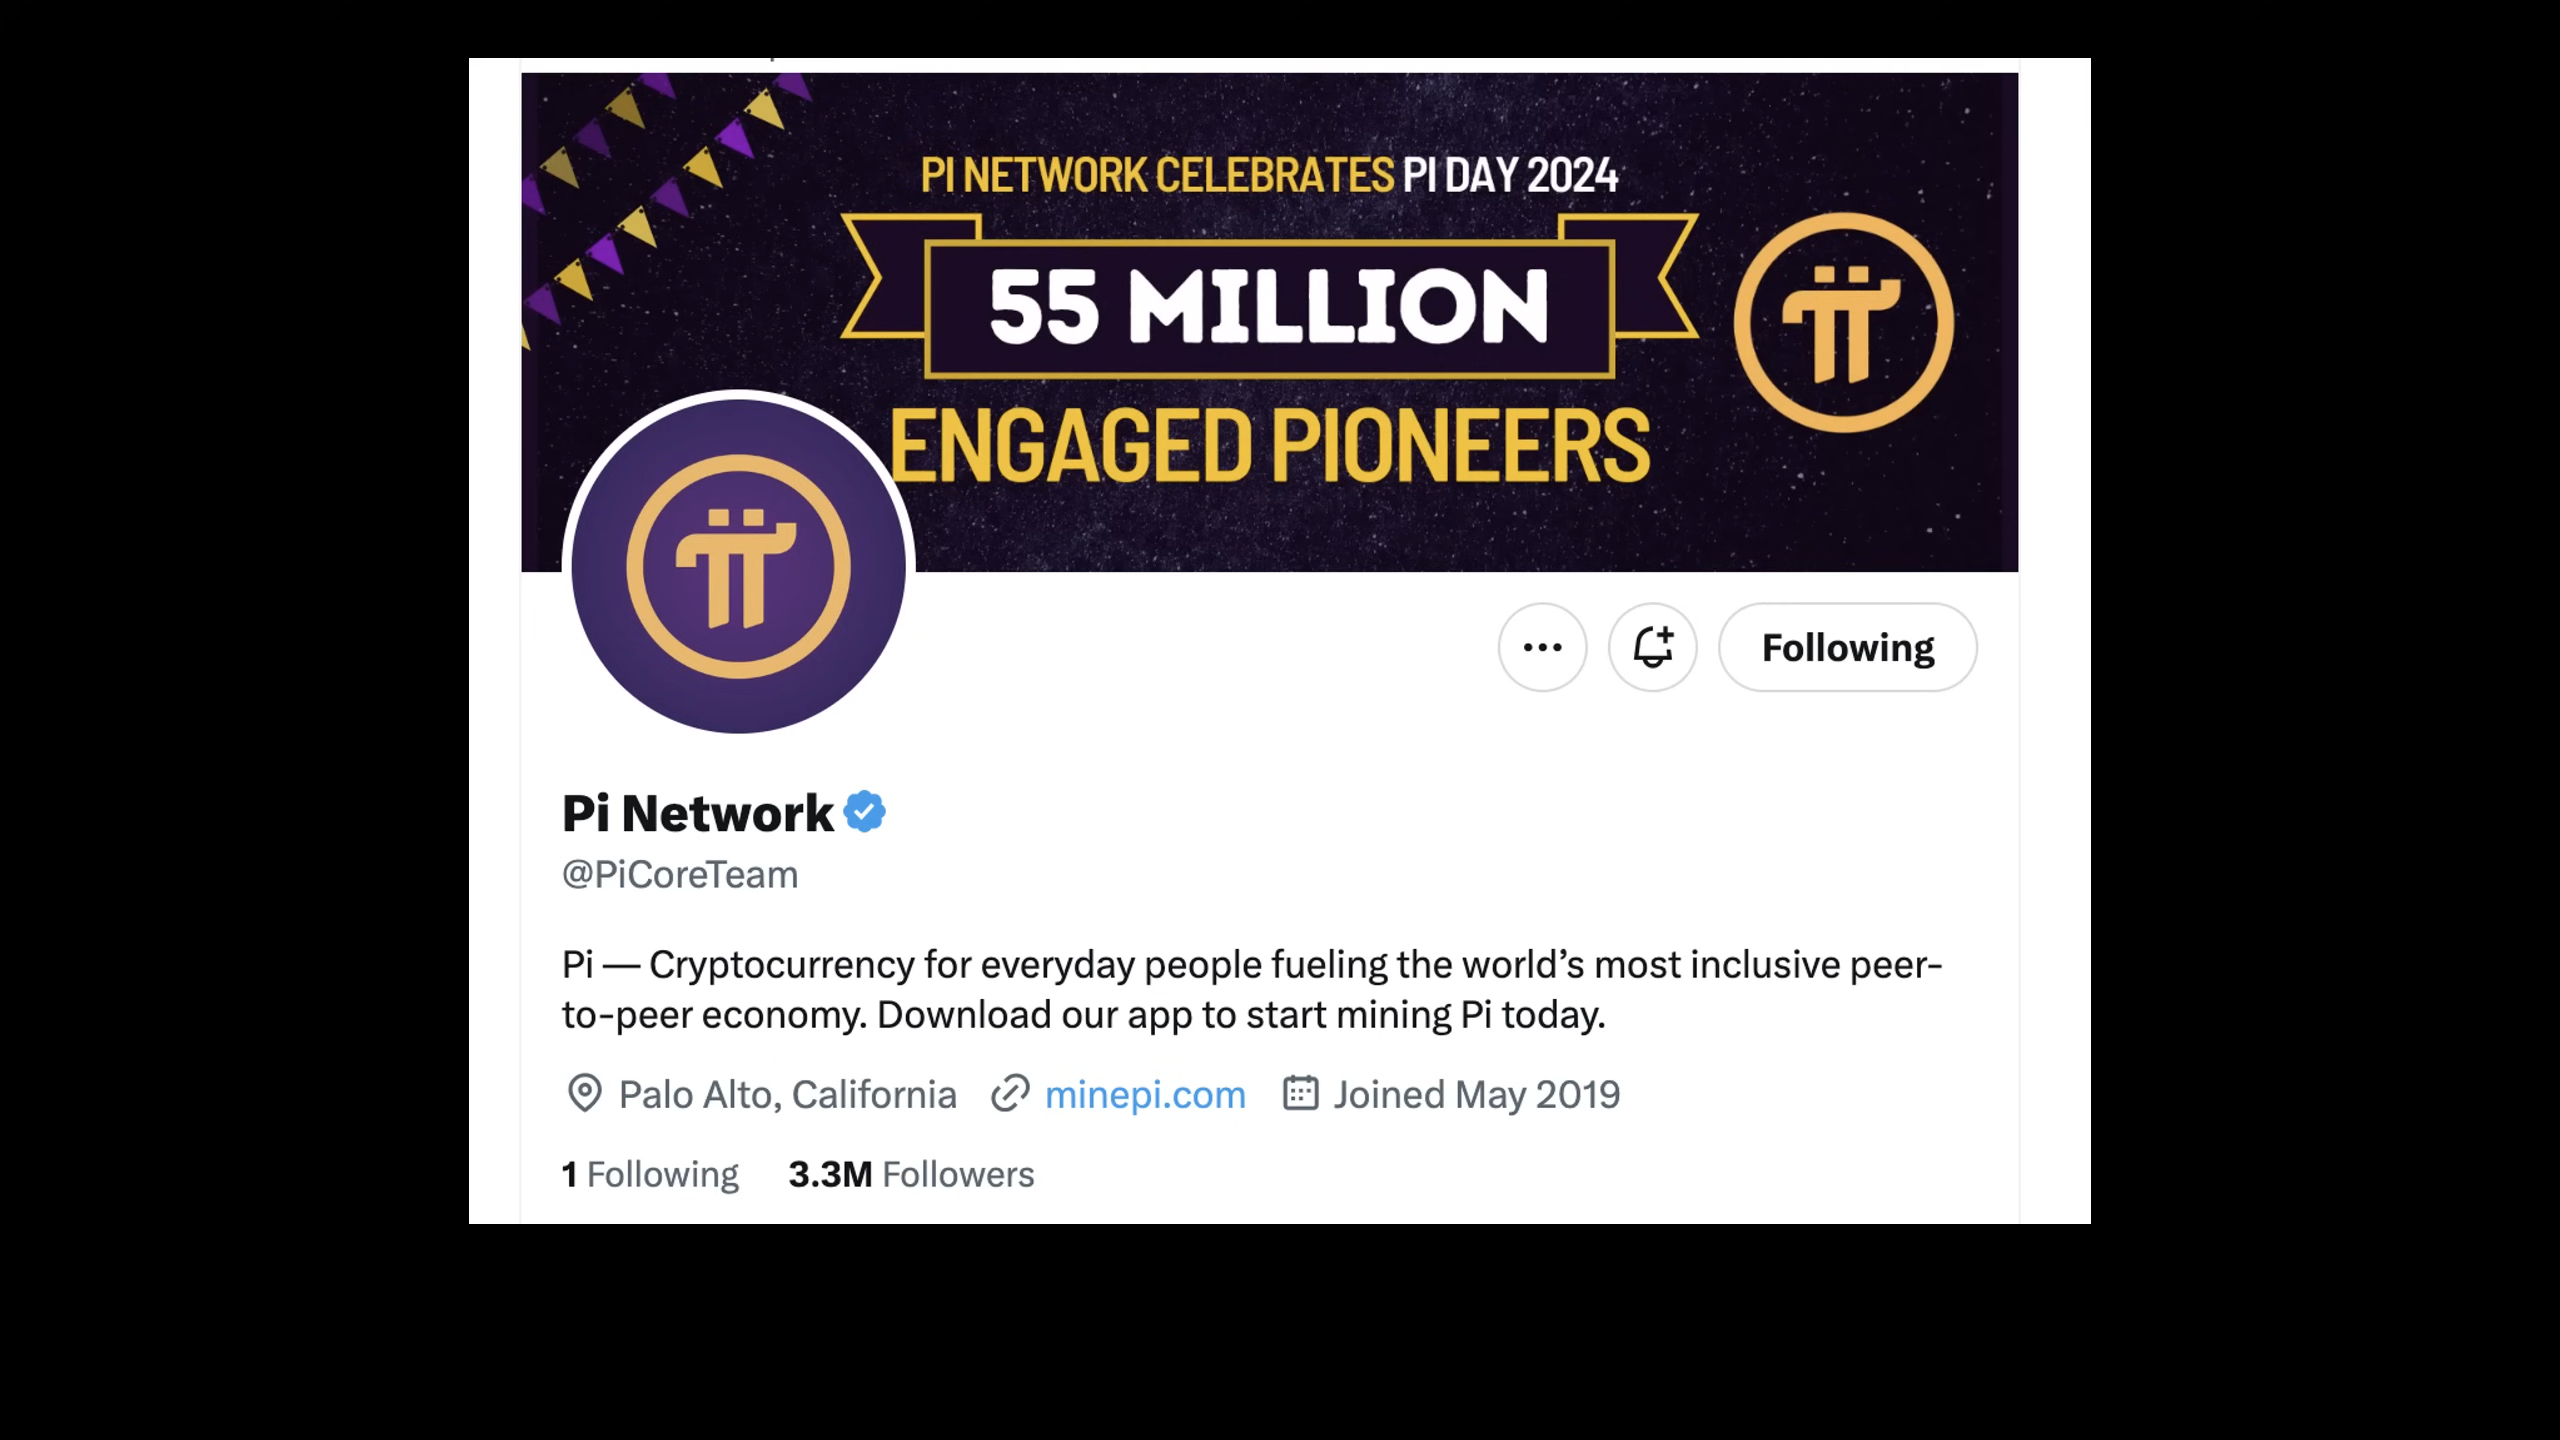 PI NETWORK CELEBRATES PI DAY 2024
55 MILLION
ENGAGED PIONEERS
Following
Pi Network
@PiCoreTeam
Pi — Cryptocurrency for everyday people fueling the world’s most inclusive peer-
to-peer economy. Download our app to start mining Pi today.
Palo Alto, California minepi.com Joined May 2019
1 Following 3.3M Followers